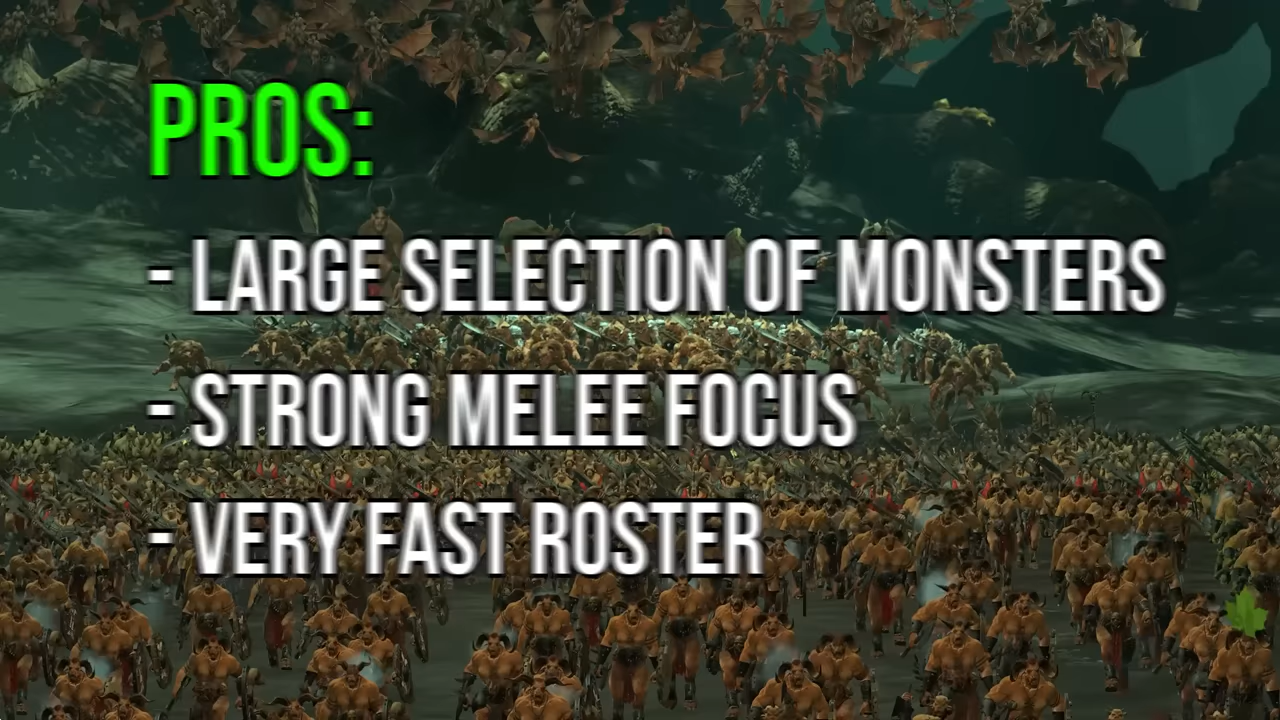 PROS:
- LARGE SELECTION OF MONSTERS
- STRONG MELEE FOCUS
- VERY FAST ROSTER